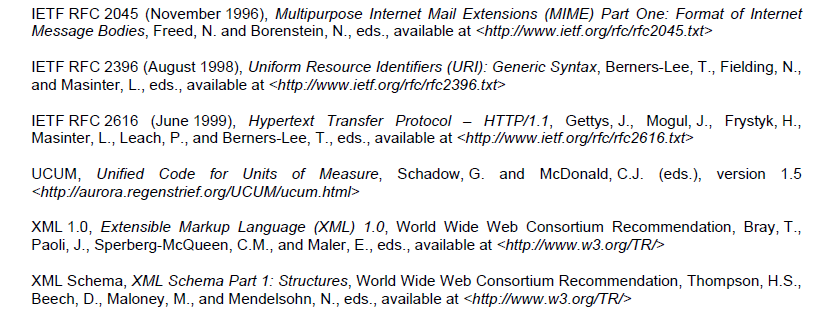 IETF RFC 2045 (November 1996), Multipurpose Internet Mail Extensions (MIME) Part One: Format of Internet
Message Bodies, Freed, N. and Borenstein, N., eds., available at <http://www.ietf.org/rfc/rfc2045.txt>
IETF RFC 2396 (August 1998), Uniform Resource Identifiers (URI): Generic Syntax, Berners-Lee, T., Fielding, N.,
and Masinter, L., eds., available at <http://www.ietf.org/rfc/rfc2396.txt>
IETF RFC 2616 (June 1999), Hypertext Transfer Protocol – HTTP/1.1, Gettys, J., Mogul, J., Frystyk, H.,
Masinter, L., Leach, P., and Berners-Lee, T., eds., available at <http://www.ietf.org/rfc/rfc2616.txt>
UCUM, Unified Code for Units of Measure, Schadow, G. and McDonald, C.J. (eds.), version 1.5
<http://aurora.regenstrief.org/UCUM/ucum.html>
XML 1.0, Extensible Markup Language (XML) 1.0, World Wide Web Consortium Recommendation, Bray, T.,
Paoli, J., Sperberg-McQueen, C.M., and Maler, E., eds., available at <http://www.w3.org/TR/>
XML Schema, XML Schema Part 1: Structures, World Wide Web Consortium Recommendation, Thompson, H.S.,
Beech, D., Maloney, M., and Mendelsohn, N., eds., available at <http://www.w3.org/TR/>